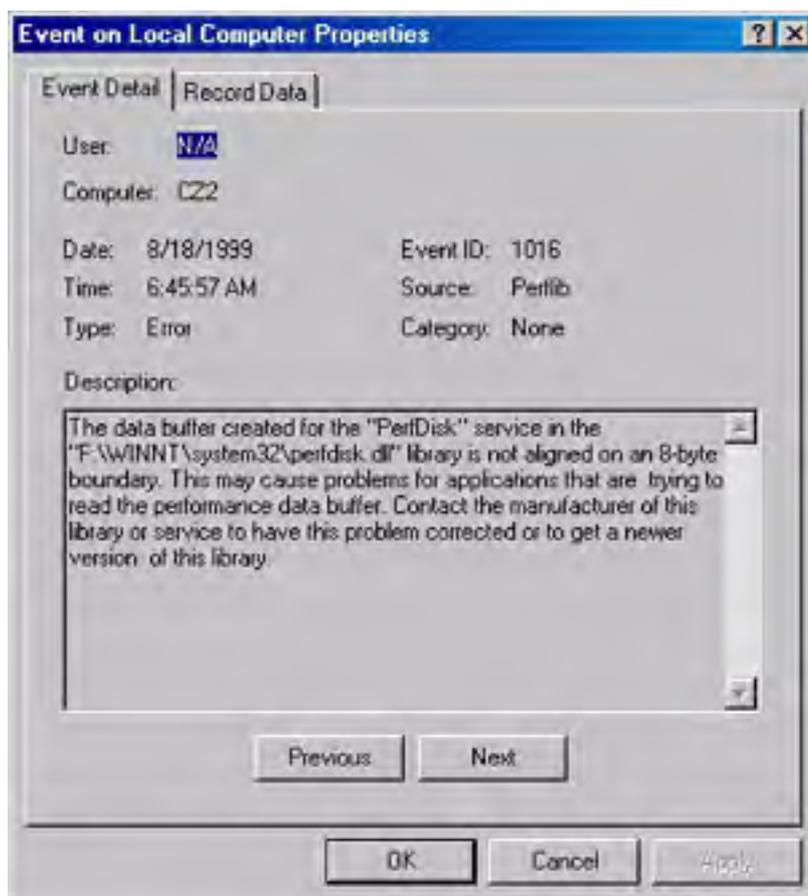 Event on Local Computer Properties
Event Detail
Record Data
User: N/A
Computer: CZ2
Date: 8/18/1999
Event ID: 1016
Time: 6:45:57 AM
Source: Perflib
Type: Error
Category: None
Description:
The data buffer created for the "PerfDisk" service in the
"F:\WINNT\system32\perfdisk.dll" library is not aligned on an 8-byte
boundary. This may cause problems for applications that are trying to
read the performance data buffer. Contact the manufacturer of this
library or service to have this problem corrected or to get a newer
version of this library.
Previous
Next
OK
Cancel
Apply